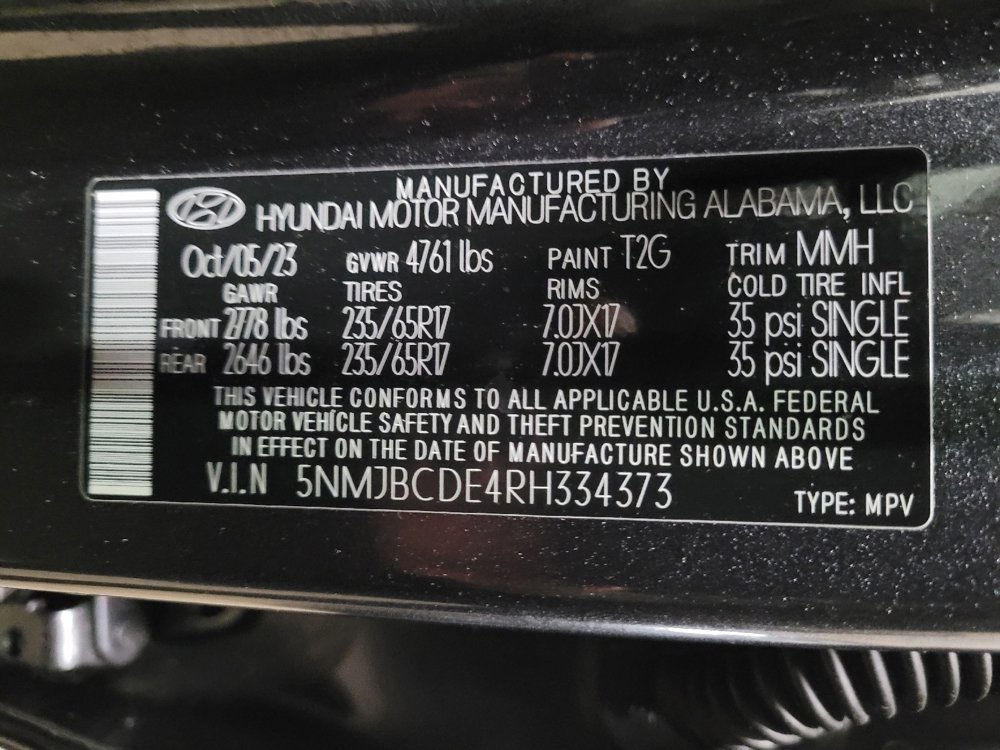 MANUFACTURED BY
HYUNDAI MOTOR MANUFACTURING ALABAMA, LLC
Oct/05/23 GVWR 4761 lbs PAINT T2G TRIM MMH
GAWR TIRES RIMS COLD TIRE INFL
FRONT 2778 lbs 235/65R17 7.0JX17 35 psi SINGLE
REAR 2646 lbs 235/65R17 7.0JX17 35 psi SINGLE
THIS VEHICLE CONFORMS TO ALL APPLICABLE U.S.A. FEDERAL
MOTOR VEHICLE SAFETY AND THEFT PREVENTION STANDARDS
IN EFFECT ON THE DATE OF MANUFACTURE SHOWN ABOVE
V.I.N 5NMJBCDE4RH334373 TYPE: MPV